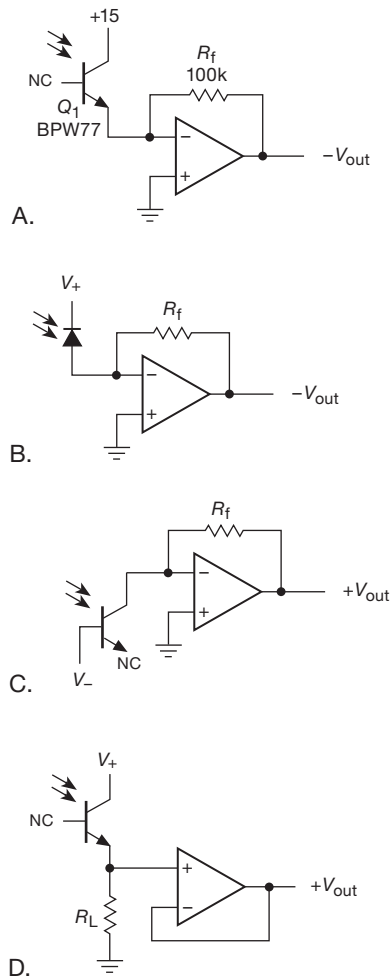 +15
R_f
100k
NC
Q_1
BPW77
−
+
−V_out
A.
V_+
R_f
−
+
−V_out
B.
R_f
−
+
+V_out
NC
V_−
C.
V_+
NC
+
−
+V_out
R_L
D.